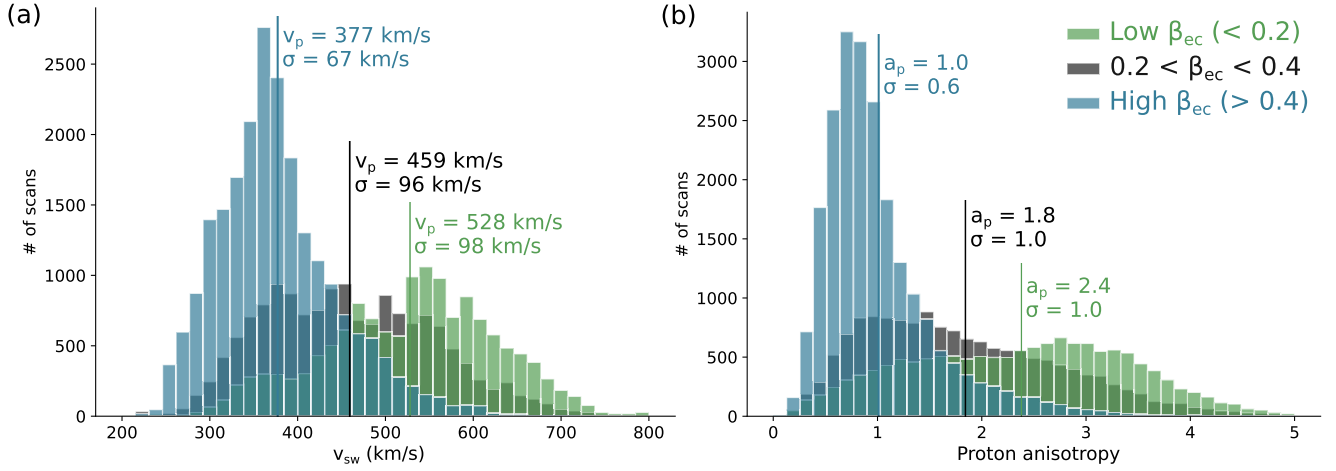 (a)
v_p = 377 km/s
σ = 67 km/s
v_p = 459 km/s
σ = 96 km/s
v_p = 528 km/s
σ = 98 km/s
# of scans
2500
2000
1500
1000
500
0
200 300 400 500 600 700 800
v_sw (km/s)
(b)
Low β_ec (< 0.2)
0.2 < β_ec < 0.4
High β_ec (> 0.4)
a_p = 1.0
σ = 0.6
a_p = 1.8
σ = 1.0
a_p = 2.4
σ = 1.0
# of scans
3000
2500
2000
1500
1000
500
0
0 1 2 3 4 5
Proton anisotropy